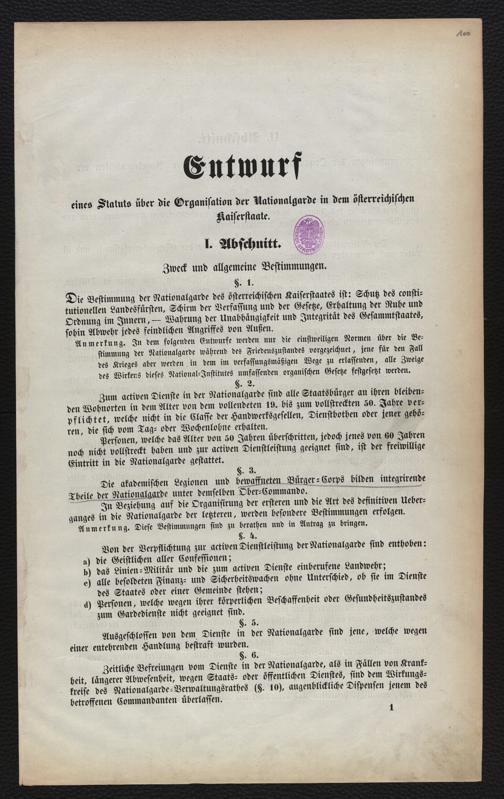 Entwurf
eines Statuts über die Organisation der Nationalgarde in dem österreichischen
Kaiserstaate.
I. Abschnitt.
Zweck und allgemeine Bestimmungen.
§. 1.
Die Bestimmung der Nationalgarde des österreichischen Kaiserstaates ist: Schutz des consti-
tutionellen Landesfürsten, Schirm der Verfassung und der Gesetze, Erhaltung der Ruhe und
Ordnung im Innern, — Wahrung der Unabhängigkeit und Integrität des Gesammtstaates,
sohin Abwehr jedes feindlichen Angriffes von Außen.
Anmerkung. In dem folgenden Entwurfe werden nur die einstweiligen Normen über die Be-
stimmung der Nationalgarde während des Friedenszustandes vorgezeichnet, jene für den Fall
des Krieges aber werden in dem im verfassungsmäßigen Wege zu erlassenden, alle Zweige
des Wirkens dieses National-Institutes umfassenden organischen Gesetze festgesetzt werden.
§. 2.
Zum activen Dienste in der Nationalgarde sind alle Staatsbürger an ihren bleiben-
den Wohnorten in dem Alter von dem vollendeten 19. bis zum vollstreckten 50. Jahre ver-
pflichtet, welche nicht in die Classe der Handwerksgesellen, Dienstbothen oder jener gehö-
ren, die sich vom Tag- oder Wochenlohne erhalten.
Personen, welche das Alter von 50 Jahren überschritten, jedoch jenes von 60 Jahren
noch nicht vollstreckt haben und zur activen Dienstleistung geeignet sind, ist der freiwillige
Eintritt in die Nationalgarde gestattet.
§. 3.
Die akademischen Legionen und bewaffneten Bürger-Corps bilden integrirende
Theile der Nationalgarde unter demselben Ober-Commando.
In Beziehung auf die Organisirung der ersteren und die Art des definitiven Ueber-
ganges in die Nationalgarde der letzteren, werden besondere Bestimmungen erfolgen.
Anmerkung. Diese Bestimmungen sind zu berathen und in Antrag zu bringen.
§. 4.
Von der Verpflichtung zur activen Dienstleistung der Nationalgarde sind enthoben:
a) die Geistlichen aller Confessionen;
b) das Linien-Militär und die zum activen Dienste einberufene Landwehr;
c) alle besoldeten Finanz- und Sicherheitswachen ohne Unterschied, ob sie im Dienste
des Staates oder einer Gemeinde stehen;
d) Personen, welche wegen ihrer körperlichen Beschaffenheit oder Gesundheitszustandes
zum Gardedienste nicht geeignet sind.
§. 5.
Ausgeschlossen von dem Dienste in der Nationalgarde sind jene, welche wegen
einer entehrenden Handlung bestraft wurden.
§. 6.
Zeitliche Befreiungen vom Dienste in der Nationalgarde, als in Fällen von Krank-
heit, längerer Abwesenheit, wegen Staats- oder öffentlichen Dienstes, sind dem Wirkungs-
kreise des Nationalgarde-Verwaltungsrathes (§. 10), augenblickliche Dispensen jenem des
betroffenen Commandanten überlassen.
1